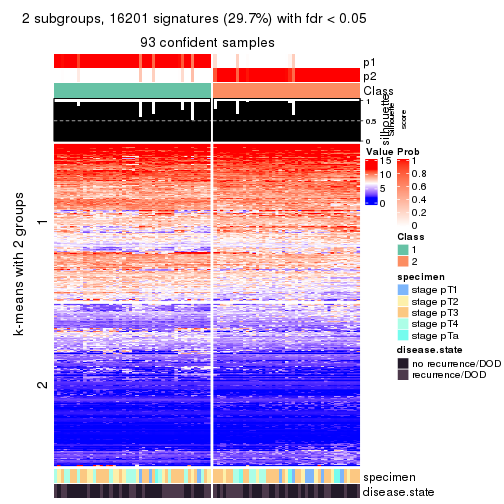 2 subgroups, 16201 signatures (29.7%) with fdr < 0.05
93 confident samples
p1
p2
Class
silhouette
Silhouette
score
1
0.5
0
k-means with 2 groups
1
2
Value
15
10
5
0
Prob
1
0.8
0.6
0.4
0.2
0
Class
1
2
specimen
stage pT1
stage pT2
stage pT3
stage pT4
stage pTa
disease.state
no recurrence/DOD
recurrence/DOD
specimen
disease.state